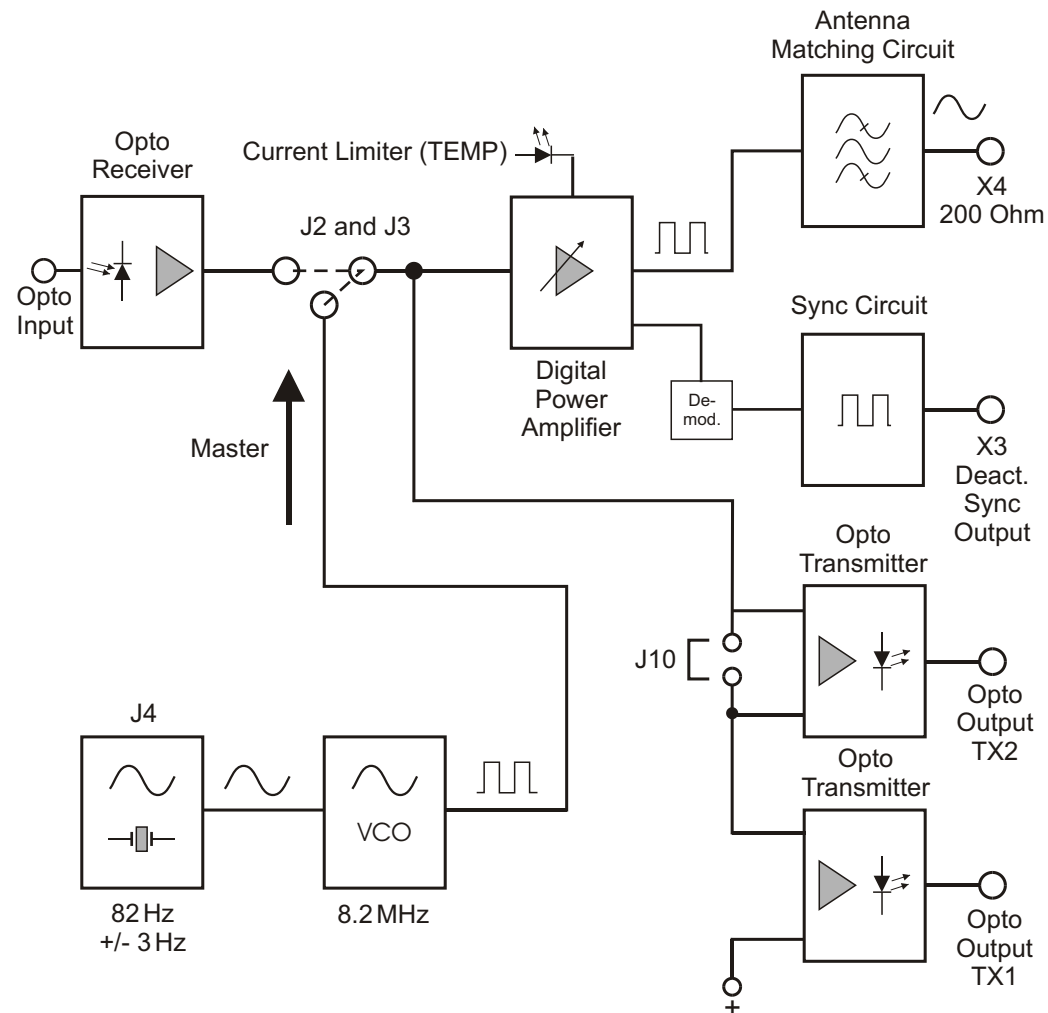 Antenna
Matching Circuit
Opto
Receiver
Current Limiter (TEMP)
J2 and J3
X4
200 Ohm
Opto
Input
Sync Circuit
Digital
Power
Amplifier
De-
mod.
Master
X3
Deact.
Sync
Output
Opto
Transmitter
J10
Opto
Output
TX2
J4
VCO
82 Hz
+/- 3 Hz
8.2 MHz
Opto
Transmitter
Opto
Output
TX1
+